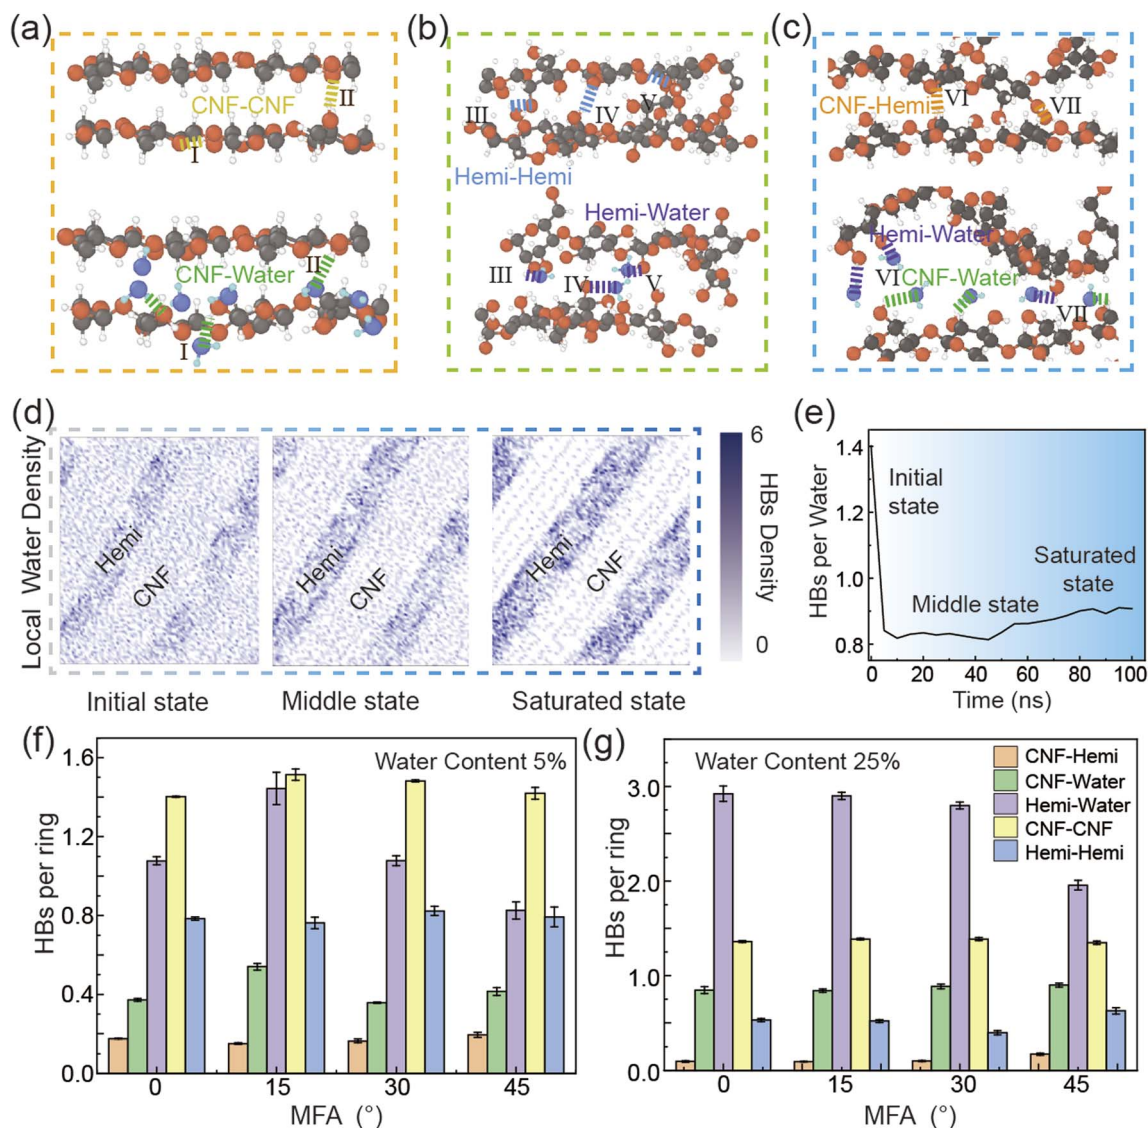 (a)
CNF-CNF
II
I
CNF-Water
II
I
(b)
III
IV
V
Hemi-Hemi
Hemi-Water
III
IV
V
(c)
CNF-Hemi
VI
VII
Hemi-Water
VI
CNF-Water
VII
(d)
Local Water Density
Hemi
CNF
Hemi
CNF
Hemi
CNF
6
HBs Density
0
Initial state
Middle state
Saturated state
(e)
HBs per Water
1.4
1.2
1.0
0.8
Initial
state
Middle state
Saturated
state
0 20 40 60 80 100
Time (ns)
(f)
Water Content 5%
HBs per ring
1.6
1.2
0.8
0.4
0.0
0 15 30 45
MFA (°)
(g)
Water Content 25%
HBs per ring
3.0
2.0
1.0
0.0
CNF-Hemi
CNF-Water
Hemi-Water
CNF-CNF
Hemi-Hemi
0 15 30 45
MFA (°)